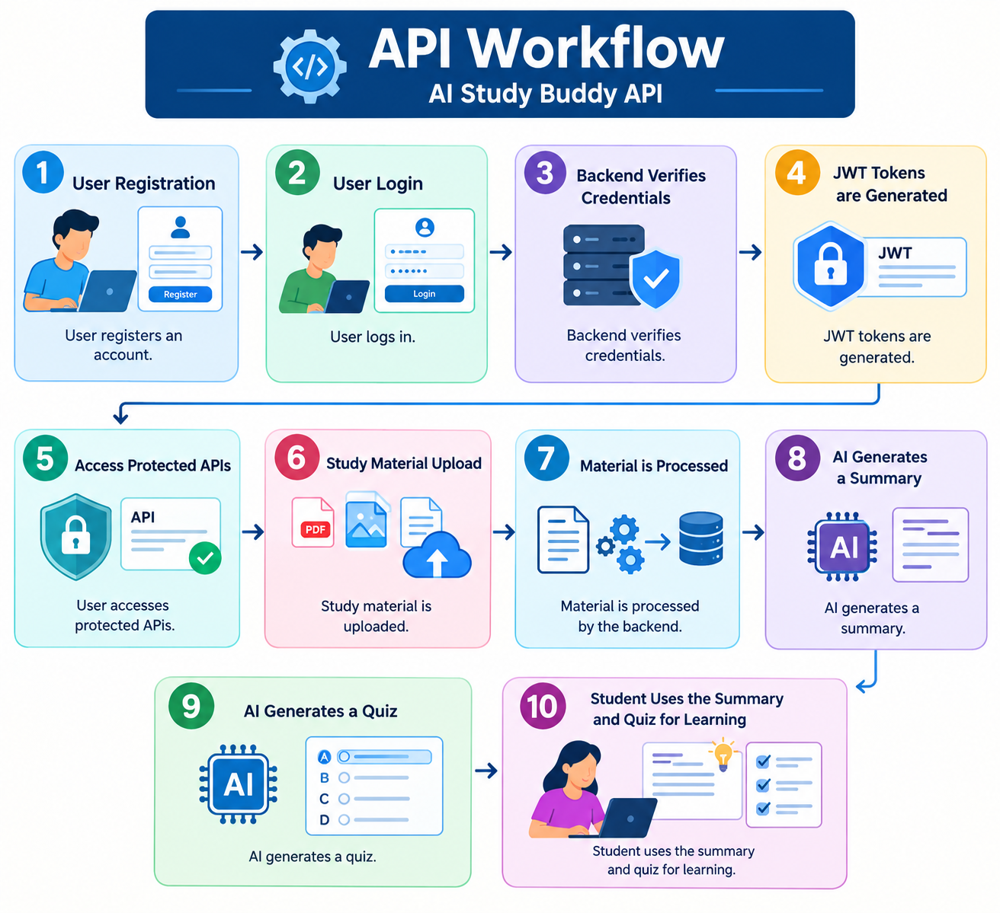 API Workflow
AI Study Buddy API
1
User Registration
Register
User registers an
account.
2
User Login
Login
User logs in.
3
Backend Verifies
Credentials
Backend verifies
credentials.
4
JWT Tokens
are Generated
JWT
JWT tokens are
generated.
5
Access Protected APIs
API
User accesses
protected APIs.
6
Study Material Upload
PDF
Study material is
uploaded.
7
Material is Processed
Material is processed
by the backend.
8
AI Generates
a Summary
AI
AI generates a
summary.
9
AI Generates a Quiz
AI
A
B
C
D
AI generates a quiz.
10
Student Uses the Summary
and Quiz for Learning
Student uses the summary
and quiz for learning.